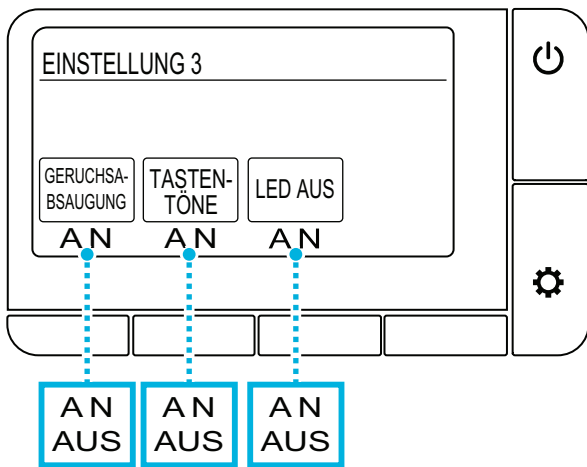 EINSTELLUNG 3
GERUCHSA-
BSAUGUNG
TASTEN-
TÖNE
LED AUS
AN AN AN
AN
AUS
AN
AUS
AN
AUS